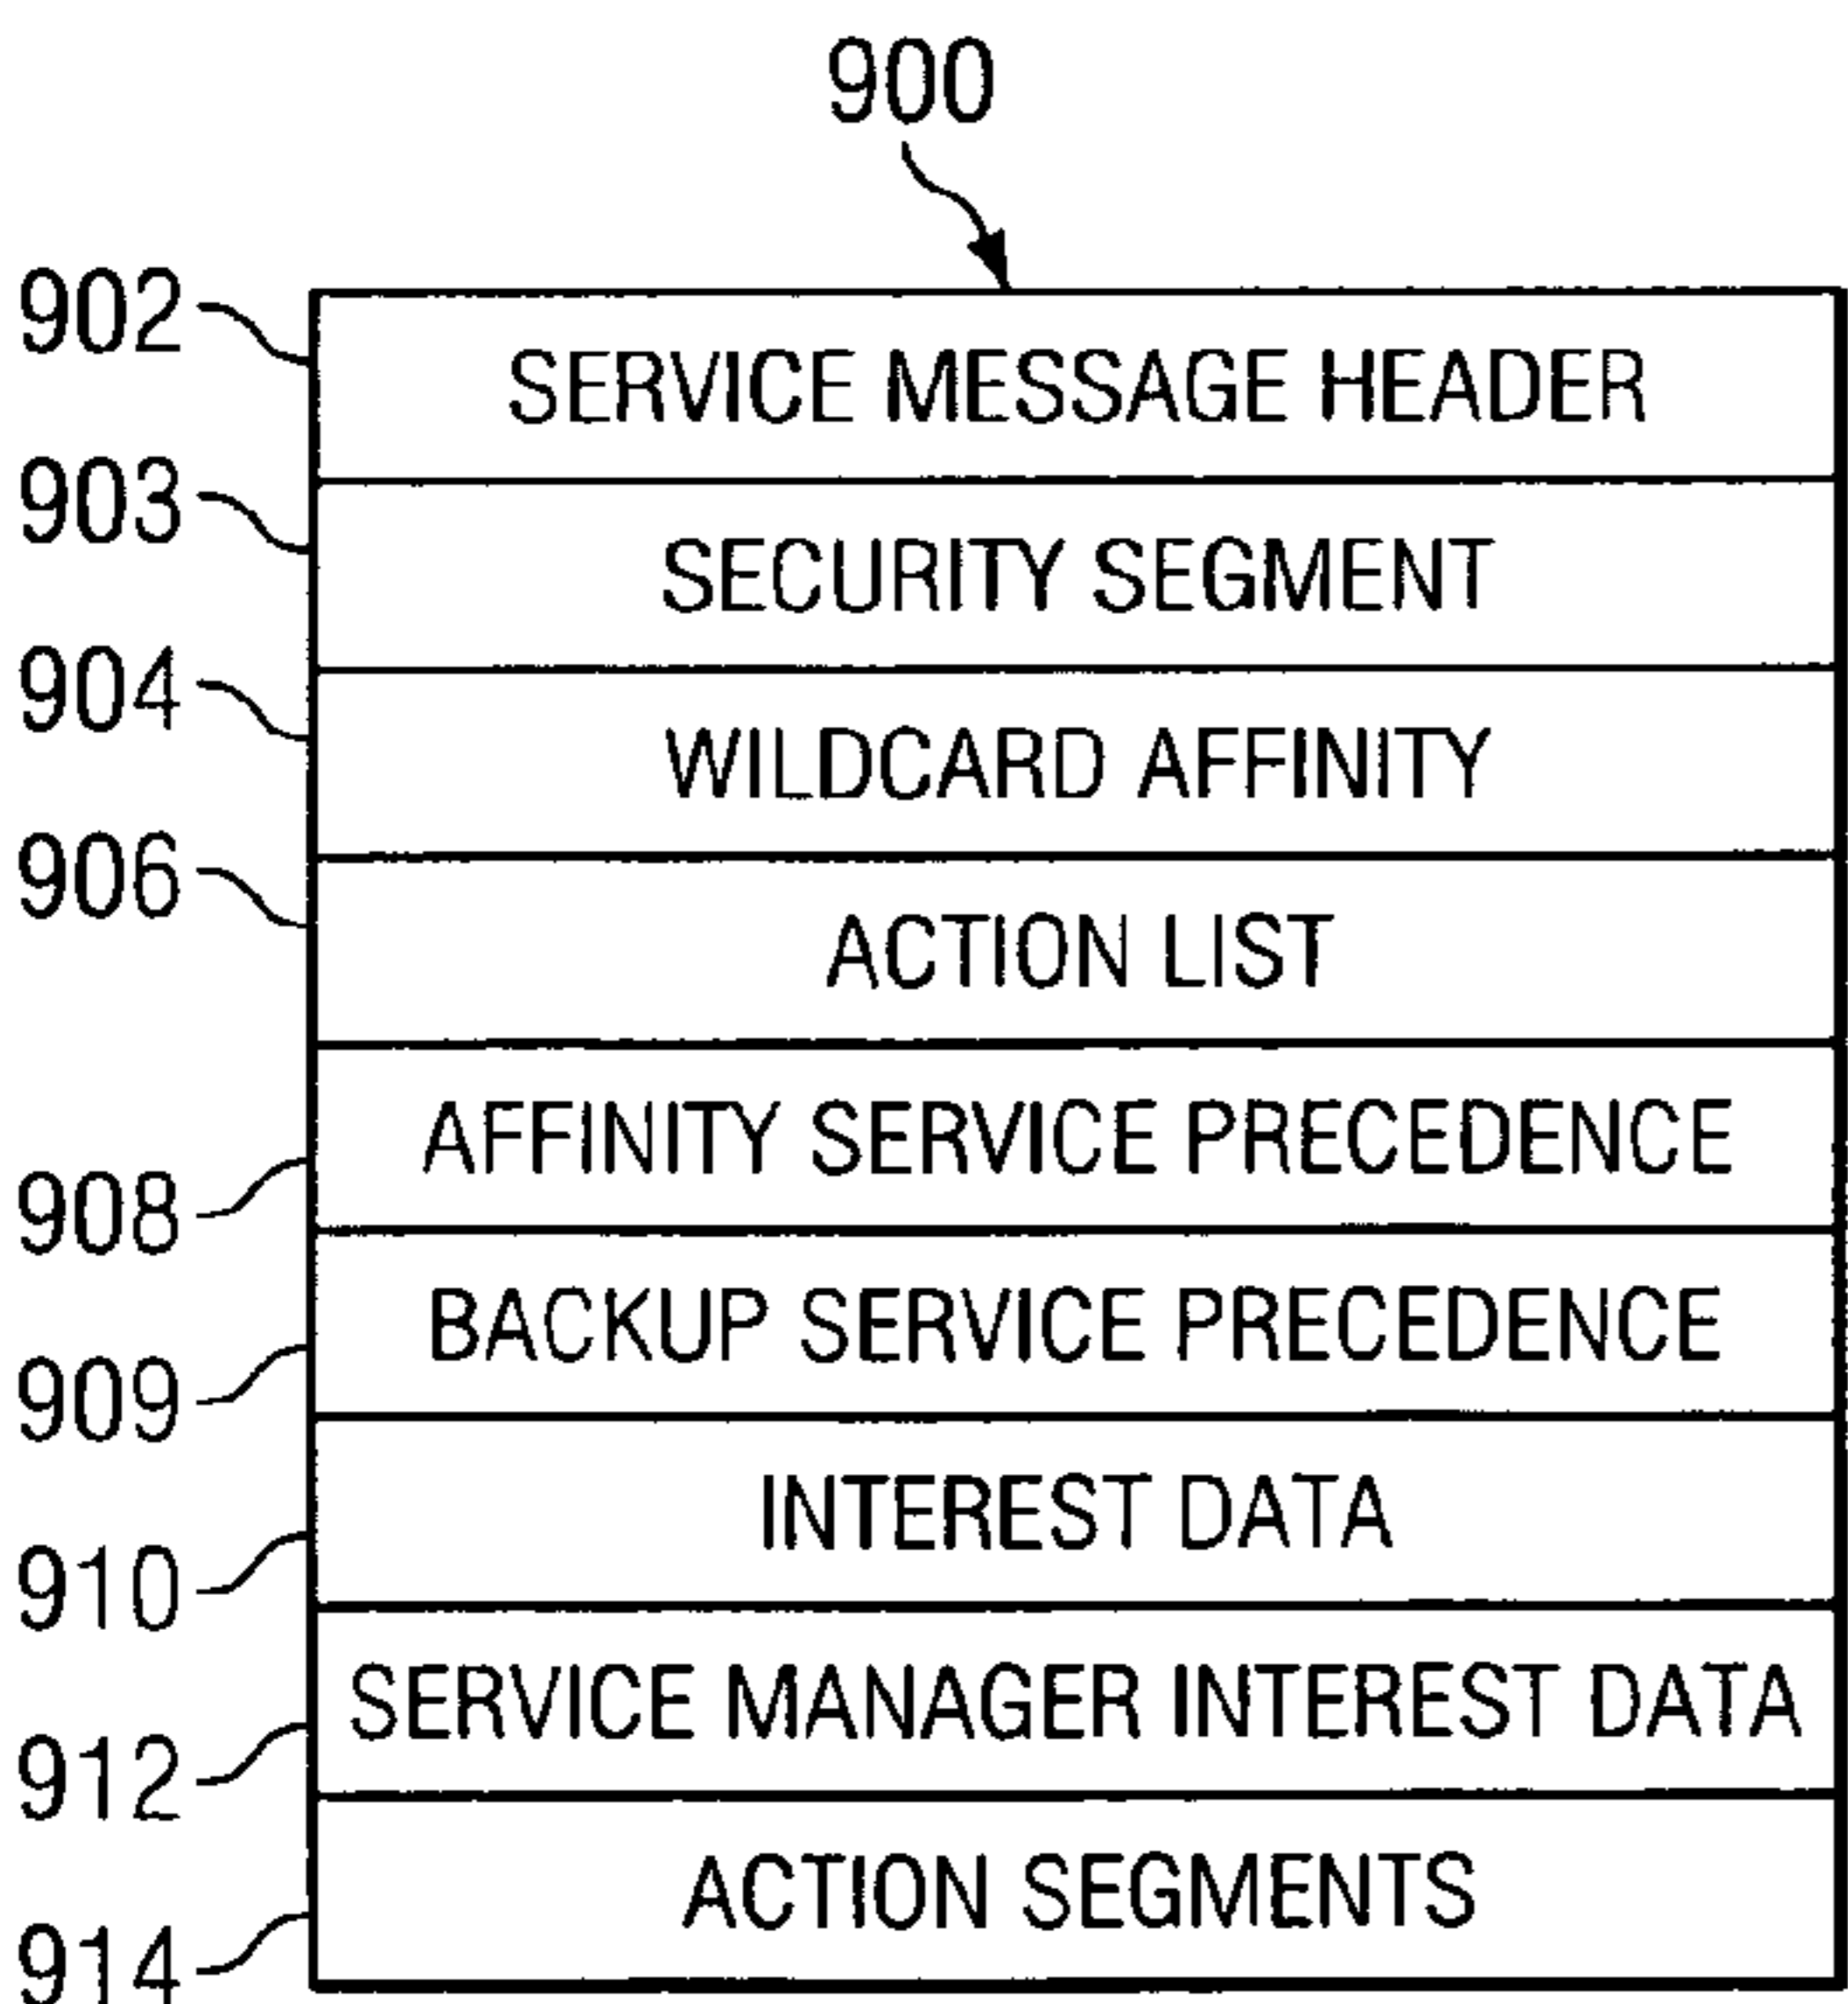 900
902 SERVICE MESSAGE HEADER
903 SECURITY SEGMENT
904 WILDCARD AFFINITY
906 ACTION LIST
908 AFFINITY SERVICE PRECEDENCE
909 BACKUP SERVICE PRECEDENCE
910 INTEREST DATA
912 SERVICE MANAGER INTEREST DATA
914 ACTION SEGMENTS